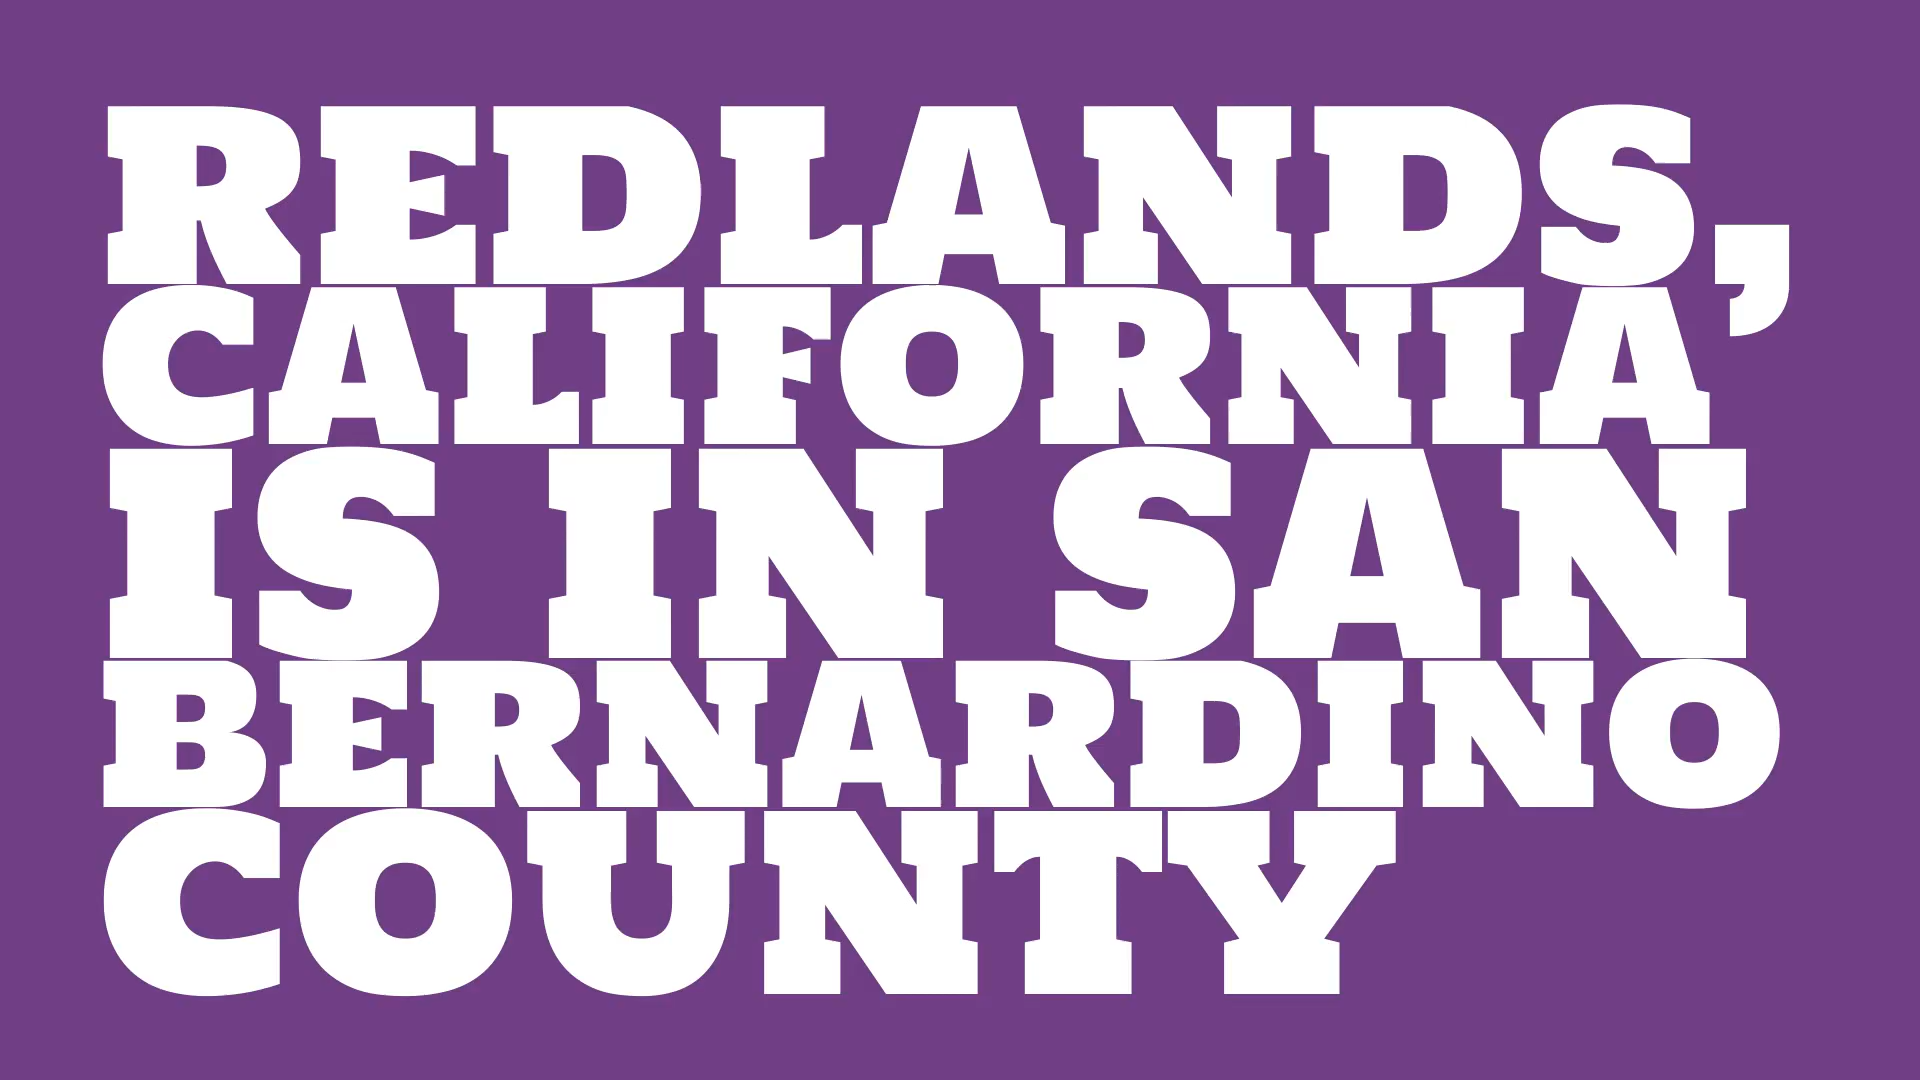 REDLANDS,
CALIFORNIA
IS IN SAN
BERNARDINO
COUNTY